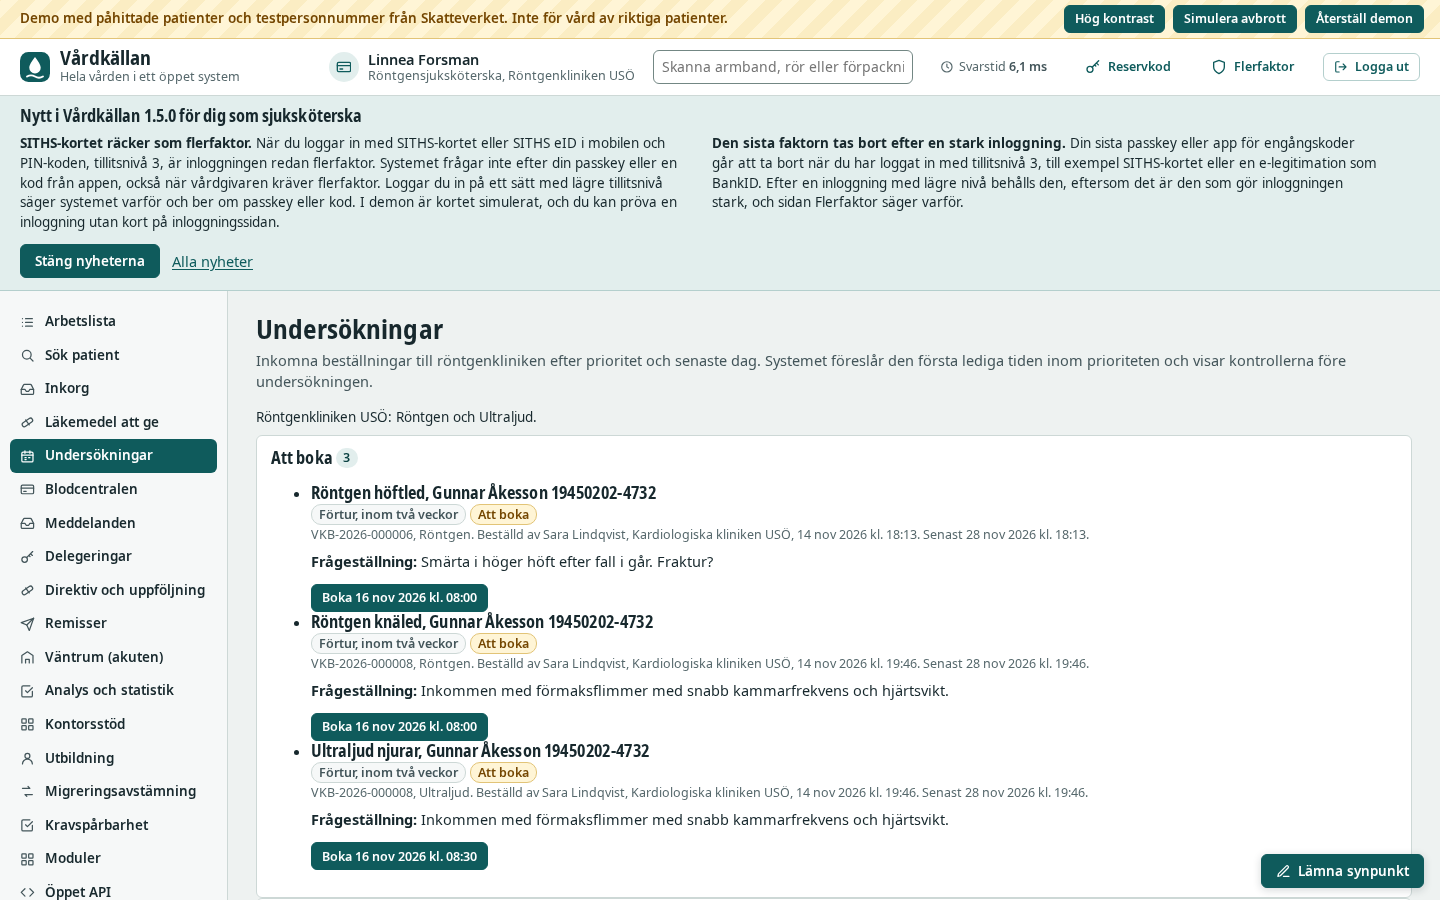 Demo med påhittade patienter och testpersonnummer från Skatteverket. Inte för vård av riktiga patienter.
Hög kontrast
Simulera avbrott
Återställ demon
Vårdkällan
Hela vården i ett öppet system
Linnea Forsman
Röntgensjuksköterska, Röntgenkliniken USÖ
Skanna armband, rör eller förpackni
Svarstid 6,1 ms
Reservkod
Flerfaktor
Logga ut
Nytt i Vårdkällan 1.5.0 för dig som sjuksköterska
SITHS-kortet räcker som flerfaktor. När du loggar in med SITHS-kortet eller SITHS eID i mobilen och
PIN-koden, tillitsnivå 3, är inloggningen redan flerfaktor. Systemet frågar inte efter din passkey eller en
kod från appen, också när vårdgivaren kräver flerfaktor. Loggar du in på ett sätt med lägre tillitsnivå
säger systemet varför och ber om passkey eller kod. I demon är kortet simulerat, och du kan pröva en
inloggning utan kort på inloggningssidan.
Den sista faktorn tas bort efter en stark inloggning. Din sista passkey eller app för engångskoder
går att ta bort när du har loggat in med tillitsnivå 3, till exempel SITHS-kortet eller en e-legitimation som
BankID. Efter en inloggning med lägre nivå behålls den, eftersom det är den som gör inloggningen
stark, och sidan Flerfaktor säger varför.
Stäng nyheterna
Alla nyheter
Arbetslista
Sök patient
Inkorg
Läkemedel att ge
Undersökningar
Blodcentralen
Meddelanden
Delegeringar
Direktiv och uppföljning
Remisser
Väntrum (akuten)
Analys och statistik
Kontorsstöd
Utbildning
Migreringsavstämning
Kravspårbarhet
Moduler
Öppet API
Undersökningar
Inkomna beställningar till röntgenkliniken efter prioritet och senaste dag. Systemet föreslår den första lediga tiden inom prioriteten och visar kontrollerna före
undersökningen.
Röntgenkliniken USÖ: Röntgen och Ultraljud.
Att boka 3
Röntgen höftled, Gunnar Åkesson 19450202-4732
Förtur, inom två veckor Att boka
VKB-2026-000006, Röntgen. Beställd av Sara Lindqvist, Kardiologiska kliniken USÖ, 14 nov 2026 kl. 18:13. Senast 28 nov 2026 kl. 18:13.
Frågeställning: Smärta i höger höft efter fall i går. Fraktur?
Boka 16 nov 2026 kl. 08:00
Röntgen knäled, Gunnar Åkesson 19450202-4732
Förtur, inom två veckor Att boka
VKB-2026-000008, Röntgen. Beställd av Sara Lindqvist, Kardiologiska kliniken USÖ, 14 nov 2026 kl. 19:46. Senast 28 nov 2026 kl. 19:46.
Frågeställning: Inkommen med förmaksflimmer med snabb kammarfrekvens och hjärtsvikt.
Boka 16 nov 2026 kl. 08:00
Ultraljud njurar, Gunnar Åkesson 19450202-4732
Förtur, inom två veckor Att boka
VKB-2026-000008, Ultraljud. Beställd av Sara Lindqvist, Kardiologiska kliniken USÖ, 14 nov 2026 kl. 19:46. Senast 28 nov 2026 kl. 19:46.
Frågeställning: Inkommen med förmaksflimmer med snabb kammarfrekvens och hjärtsvikt.
Boka 16 nov 2026 kl. 08:30
Lämna synpunkt